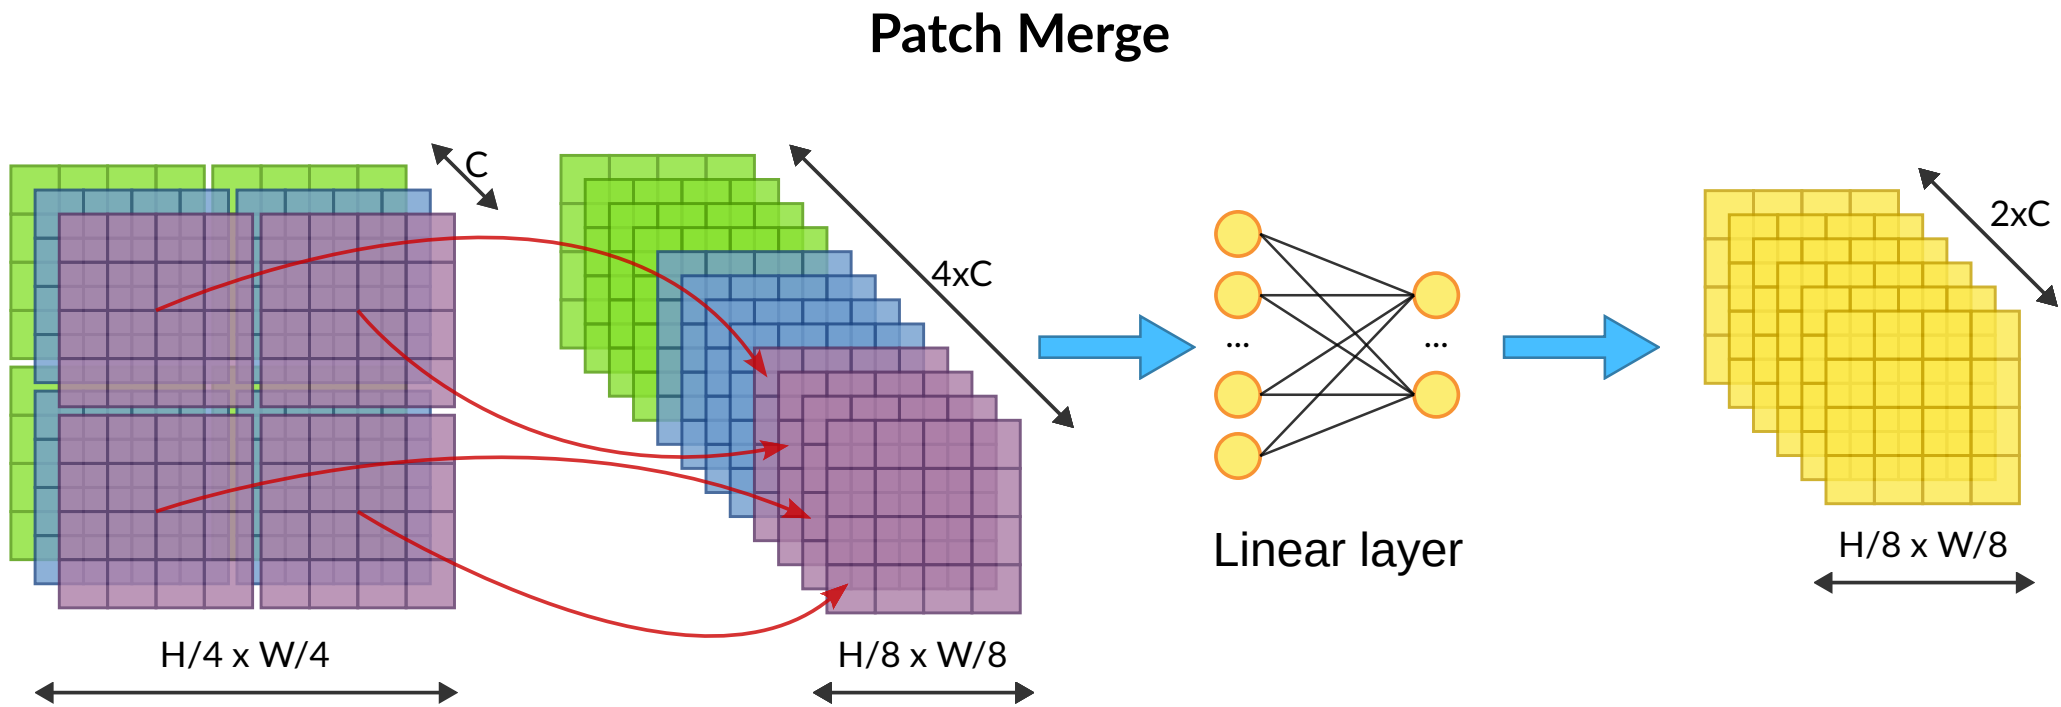 Patch Merge
C
4xC
2xC
...
...
Linear layer
H/4 x W/4
H/8 x W/8
H/8 x W/8